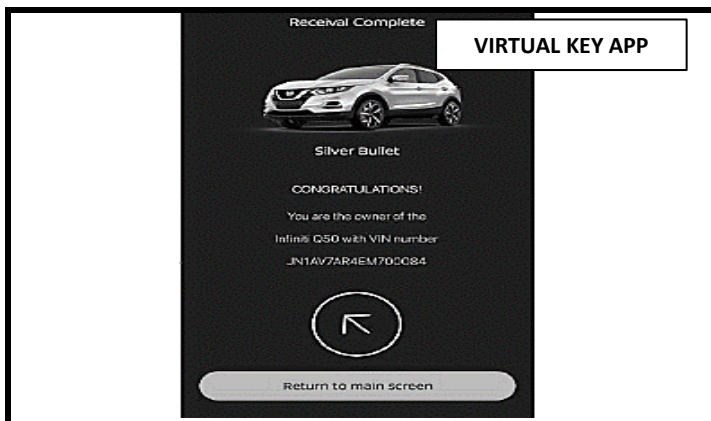 Receival Complete
VIRTUAL KEY APP
Silver Bullet
CONGRATULATIONS!
You are the owner of the
Infiniti Q50 with VIN number
JN1AV7AR4EM700084
Return to main screen